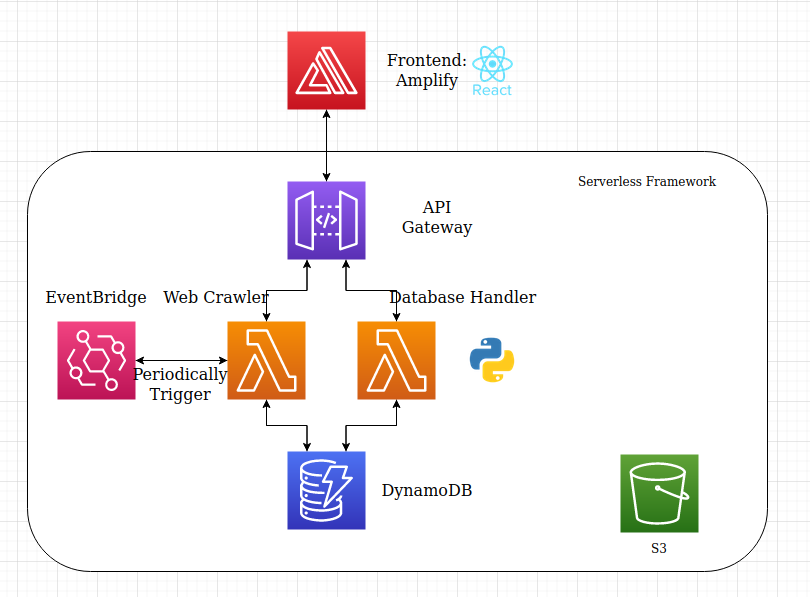 Frontend:
Amplify
React
Serverless Framework
API
Gateway
</>
EventBridge
Web Crawler
Database Handler
Periodically
Trigger
DynamoDB
S3